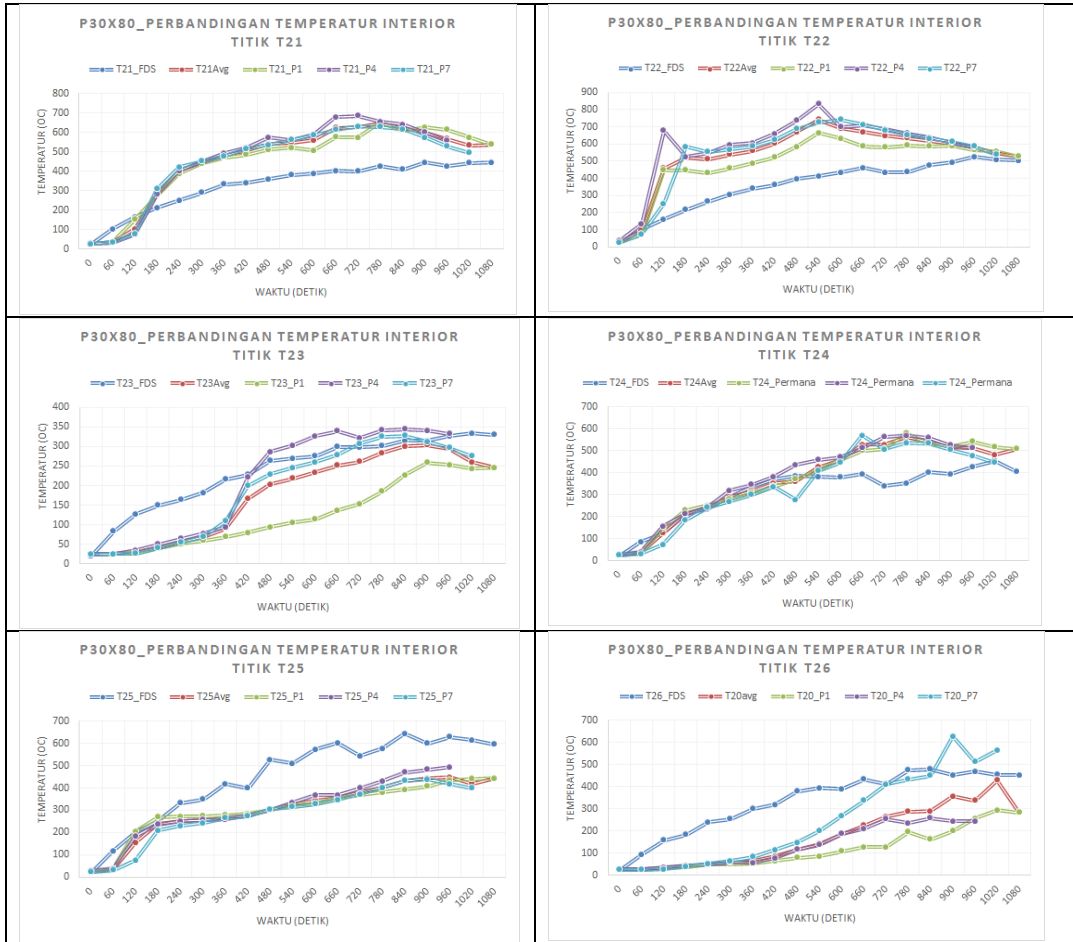 P30X80_PERBANDINGAN TEMPERATUR INTERIOR
TITIK T21
T21_FDS T21Avg T21_P1 T21_P4 T21_P7
TEMPERATUR (OC)
800
700
600
500
400
300
200
100
0
0 60 120 180 240 300 360 420 480 540 600 660 720 780 840 900 960 1020 1080
WAKTU (DETIK)
P30X80_PERBANDINGAN TEMPERATUR INTERIOR
TITIK T22
T22_FDS T22Avg T22_P1 T22_P4 T22_P7
TEMPERATUR (OC)
900
800
700
600
500
400
300
200
100
0
0 60 120 180 240 300 360 420 480 540 600 660 720 780 840 900 960 1020 1080
WAKTU (DETIK)
P30X80_PERBANDINGAN TEMPERATUR INTERIOR
TITIK T23
T23_FDS T23Avg T23_P1 T23_P4 T23_P7
TEMPERATUR (OC)
400
350
300
250
200
150
100
50
0
0 60 120 180 240 300 360 420 480 540 600 660 720 780 840 900 960 1020 1080
WAKTU (DETIK)
P30X80_PERBANDINGAN TEMPERATUR INTERIOR
TITIK T24
T24_FDS T24Avg T24_Permana T24_Permana T24_Permana
TEMPERATUR (OC)
700
600
500
400
300
200
100
0
0 60 120 180 240 300 360 420 480 540 600 660 720 780 840 900 960 1020 1080
WAKTU (DETIK)
P30X80_PERBANDINGAN TEMPERATUR INTERIOR
TITIK T25
T25_FDS T25Avg T25_P1 T25_P4 T25_P7
TEMPERATUR (OC)
700
600
500
400
300
200
100
0
0 60 120 180 240 300 360 420 480 540 600 660 720 780 840 900 960 1020 1080
WAKTU (DETIK)
P30X80_PERBANDINGAN TEMPERATUR INTERIOR
TITIK T26
T26_FDS T20avg T20_P1 T20_P4 T20_P7
TEMPERATUR (OC)
700
600
500
400
300
200
100
0
0 60 120 180 240 300 360 420 480 540 600 660 720 780 840 900 960 1020 1080
WAKTU (DETIK)